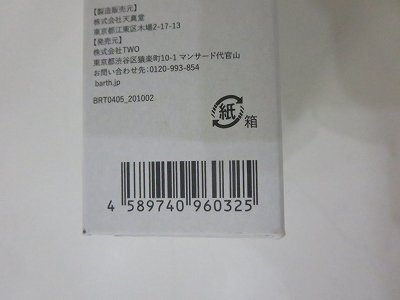 【製造販売元】
株式会社天真堂
東京都江東区木場2-17-13
【発売元】
株式会社TWO
東京都渋谷区猿楽町10-1 マンサード代官山
お問い合わせ先：0120-993-854
barth.jp
BRT0405_201002
紙 箱
4 589740 960325